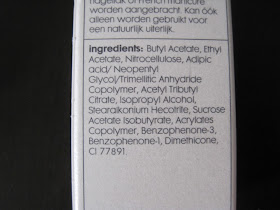 nagellak of French manicure
worden aangebracht. Kan óók
alleen worden gebruikt voor
een natuurlijk uiterlijk.
ingredients: Butyl Acetate, Ethyl
Acetate, Nitrocellulose, Adipic
acid/ Neopentyl
Glycol/Trimellitic Anhydride
Copolymer, Acetyl Tributyl
Citrate, Isopropyl Alcohol,
Stearalkonium Hectorite, Sucrose
Acetate Isobutyrate, Acrylates
Copolymer, Benzophenone-3,
Benzophenone-1, Dimethicone,
CI 77891.